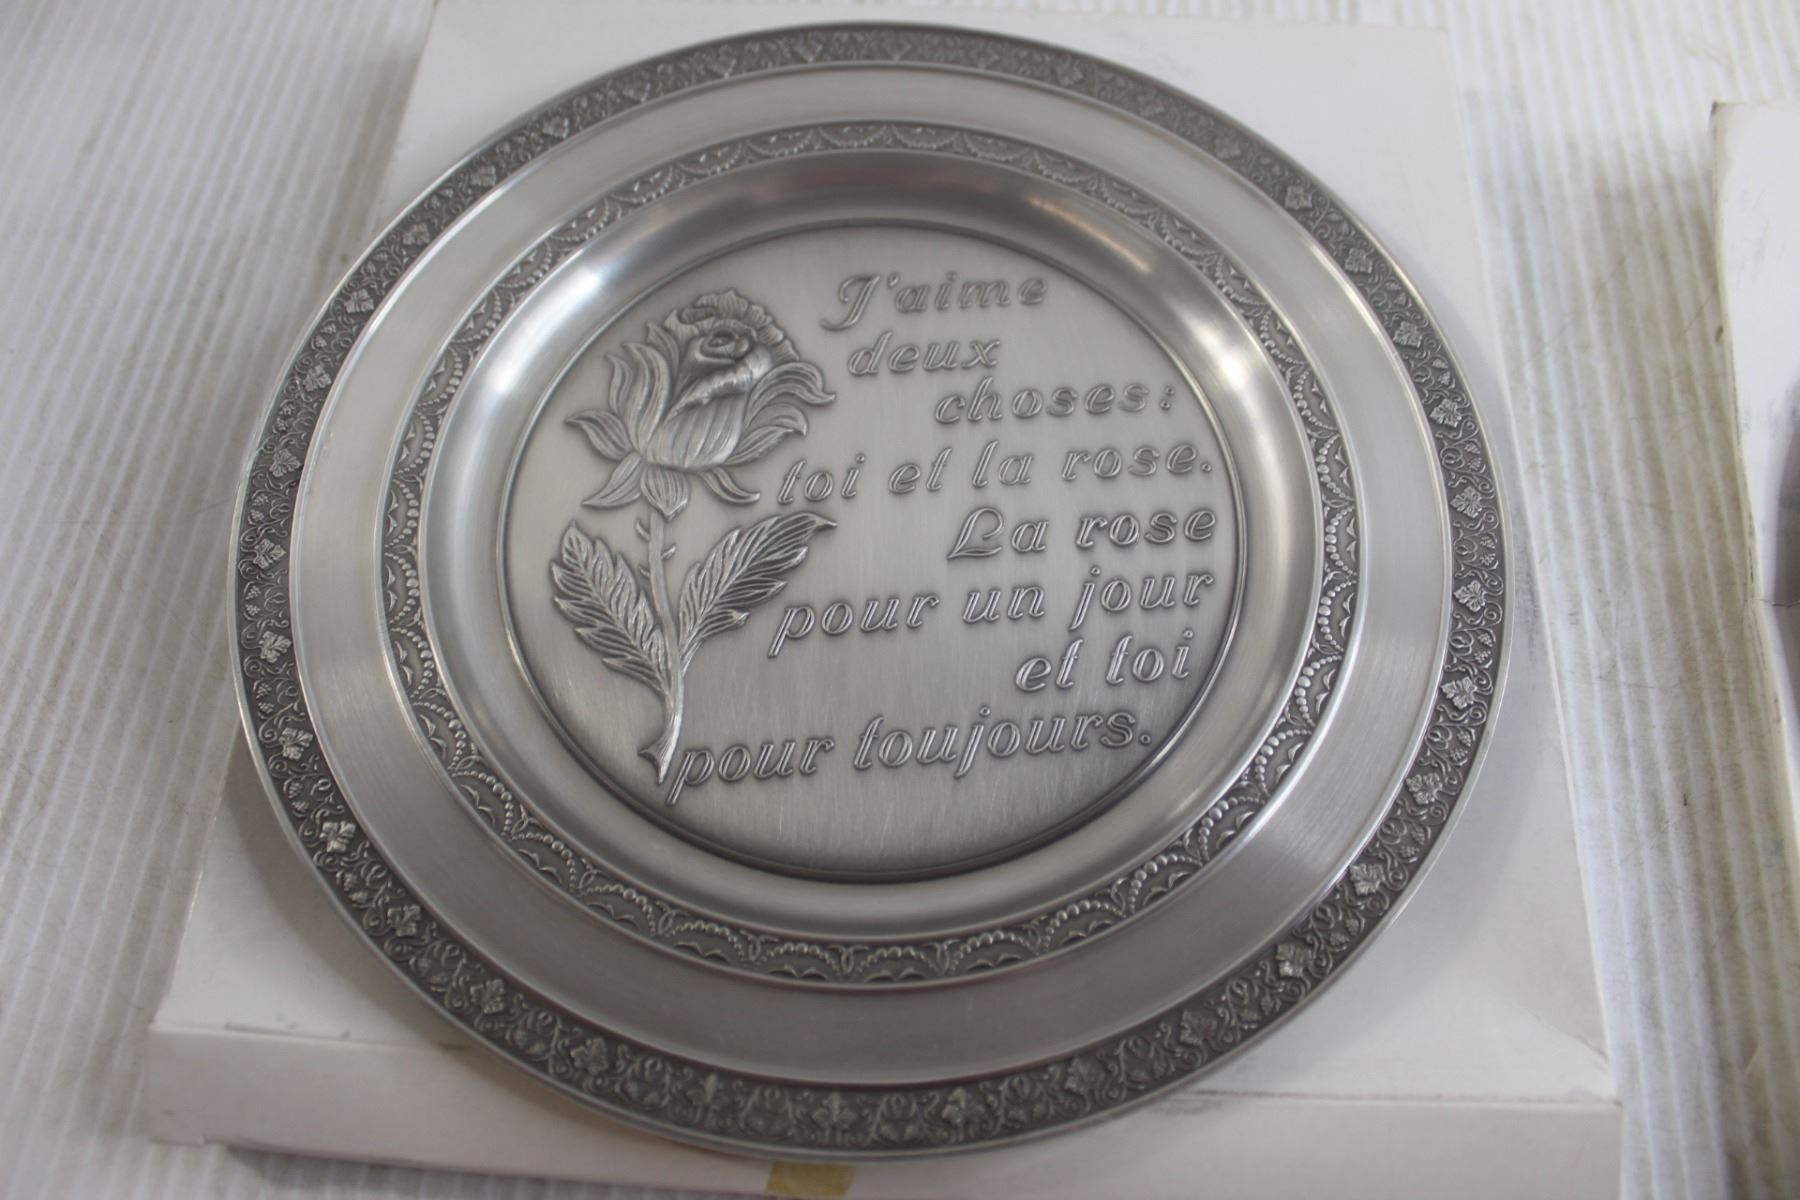 J'aime
deux
choses:
toi et la rose.
La rose
pour un jour
et toi
pour toujours.